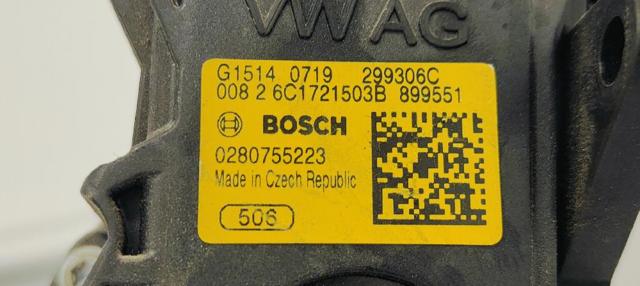 VW AG
G1514 0719 299306C
008 2 6C1721503B 899551
BOSCH
0280755223
Made in Czech Republic
506